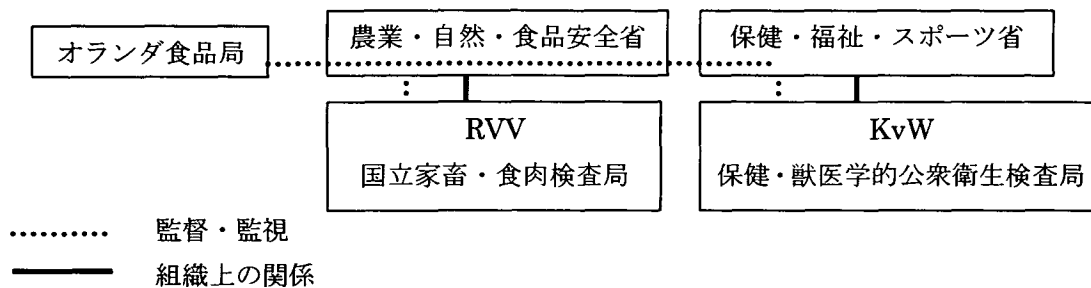 オランダ食品局
農業・自然・食品安全省
保健・福祉・スポーツ省
RVV
国立家畜・食肉検査局
KvW
保健・獣医学的公衆衛生検査局
監督・監視
組織上の関係